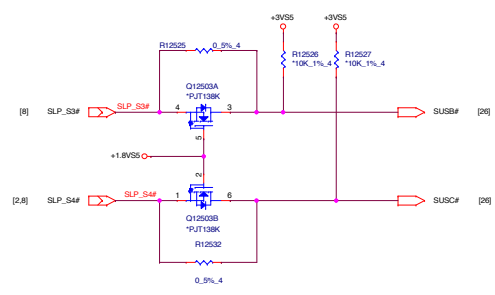 +3VS5 +3VS5
R12525 0_5%_4 R12526 R12527
*10K_1%_4 *10K_1%_4
Q12503A
*PJT138K
[8] SLP_S3# SLP_S3# 4 3 SUSB# [26]
5
+1.8VS5
2
[2,8] SLP_S4# SLP_S4# 1 6 SUSC# [26]
Q12503B
*PJT138K
R12532
0_5%_4